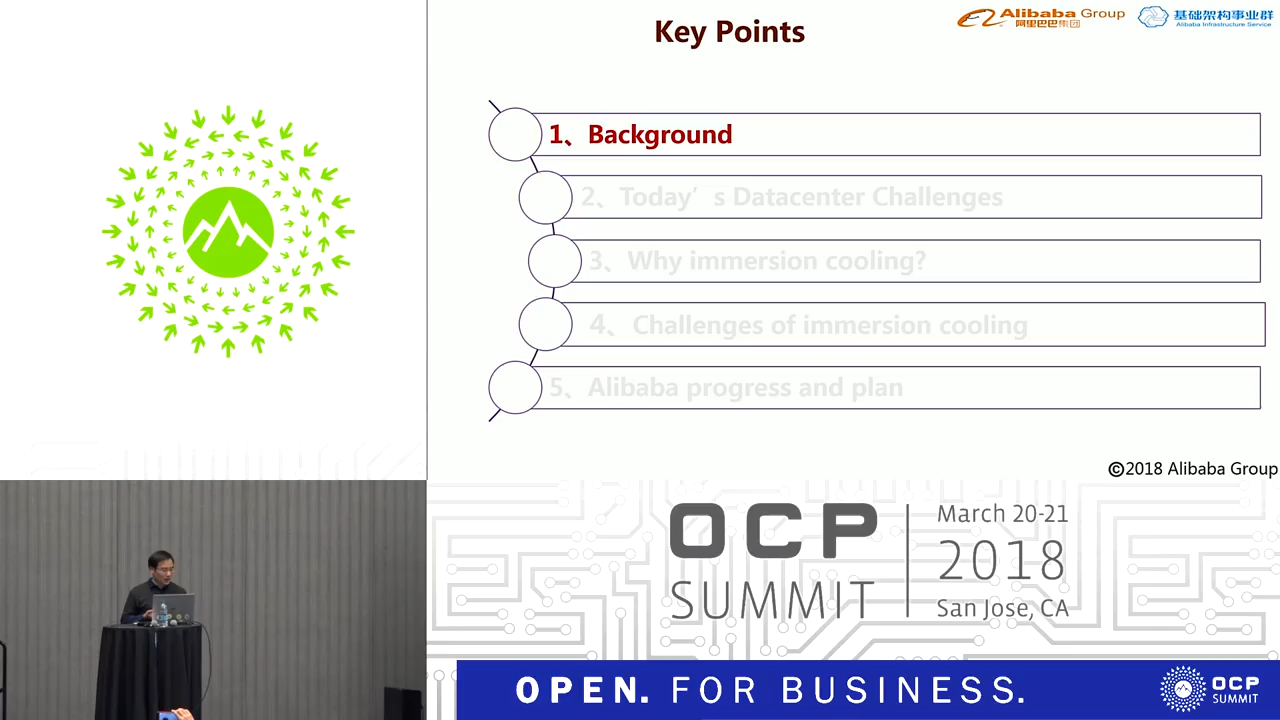 Key Points
Alibaba Group
阿里巴巴集团
基础架构事业群
Alibaba Infrastructure Service
1、Background
2、Today’s Datacenter Challenges
3、Why immersion cooling?
4、Challenges of immersion cooling
5、Alibaba progress and plan
©2018 Alibaba Group
OCP
SUMMIT
March 20-21
2018
San Jose, CA
OPEN. FOR BUSINESS.
OCP
SUMMIT